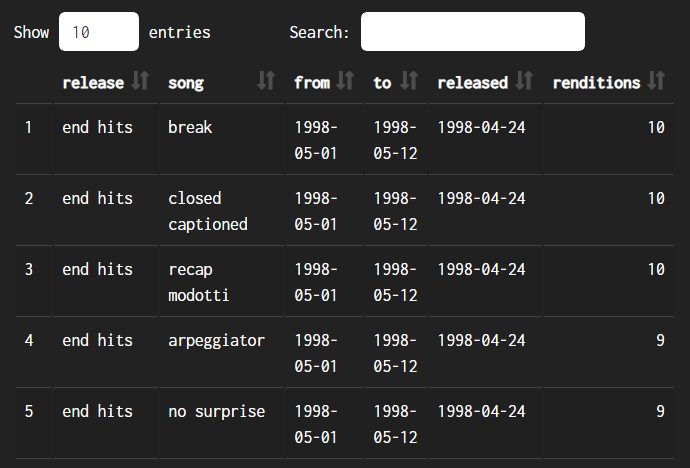 Show 10 entries Search:
release song from to released renditions
1 end hits break 1998- 1998- 1998-04-24 10
05-01 05-12
2 end hits closed 1998- 1998- 1998-04-24 10
captioned 05-01 05-12
3 end hits recap 1998- 1998- 1998-04-24 10
modotti 05-01 05-12
4 end hits arpeggiator 1998- 1998- 1998-04-24 9
05-01 05-12
5 end hits no surprise 1998- 1998- 1998-04-24 9
05-01 05-12